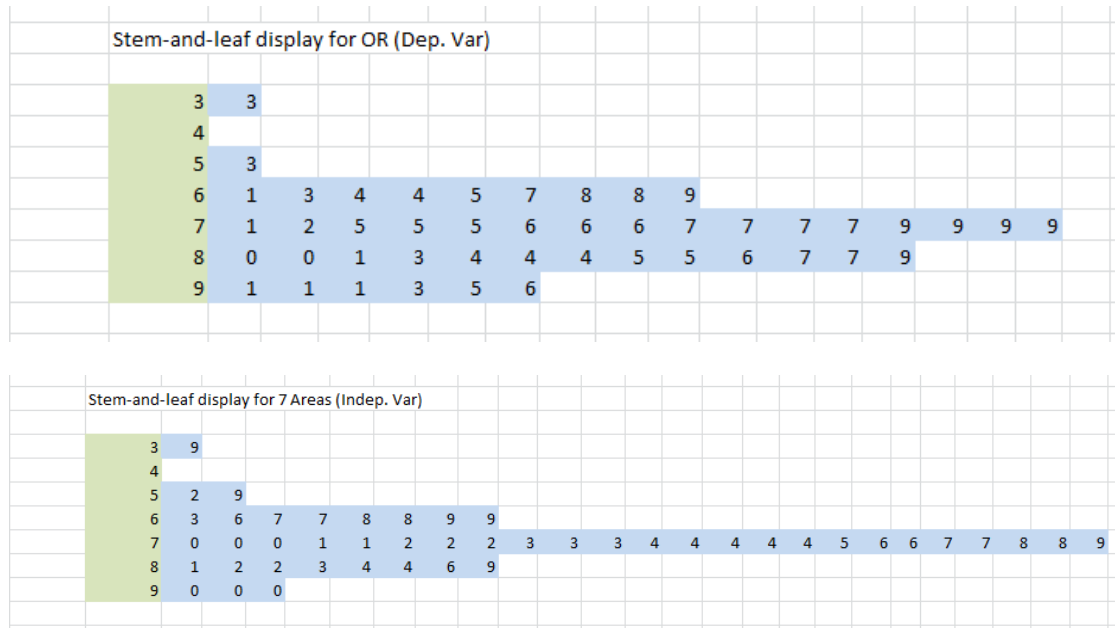 Stem-and-leaf display for OR (Dep. Var)
3 3
4
5 3
6 1 3 4 4 5 7 8 8 9
7 1 2 5 5 5 6 6 6 7 7 7 7 9 9 9 9
8 0 0 1 3 4 4 4 5 5 6 7 7 9
9 1 1 1 3 5 6
Stem-and-leaf display for 7 Areas (Indep. Var)
3 9
4
5 2 9
6 3 6 7 7 8 8 9 9
7 0 0 0 1 1 2 2 2 3 3 3 4 4 4 4 4 5 6 6 7 7 8 8 9
8 1 2 2 3 4 4 6 9
9 0 0 0